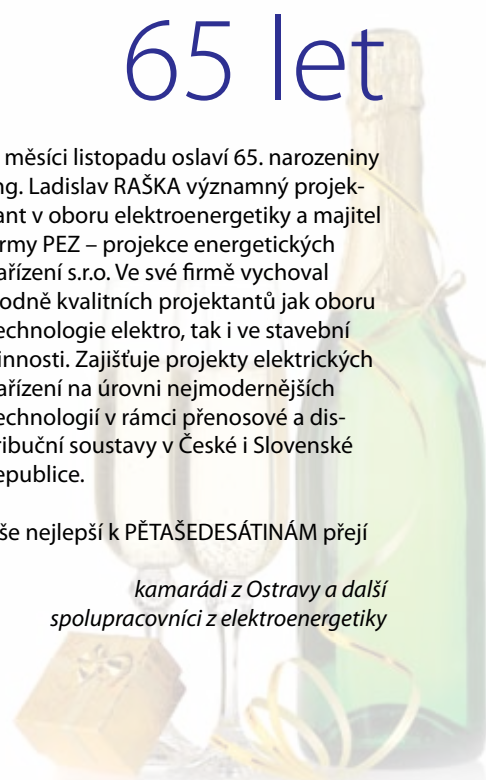 65 let
měsíci listopadu oslaví 65. narozeniny
ng. Ladislav RAŠKA významný projek-
ant v oboru elektroenergetiky a majitel
rmy PEZ – projekce energetických
ařízení s.r.o. Ve své firmě vychoval
odně kvalitních projektantů jak oboru
echnologie elektro, tak i ve stavební
innosti. Zajišťuje projekty elektrických
ařízení na úrovni nejmodernějších
echnologií v rámci přenosové a dis-
ribuční soustavy v České i Slovenské
epublice.
še nejlepší k PĚTAŠEDESÁTINÁM přejí
kamarádi z Ostravy a další
spolupracovníci z elektroenergetiky